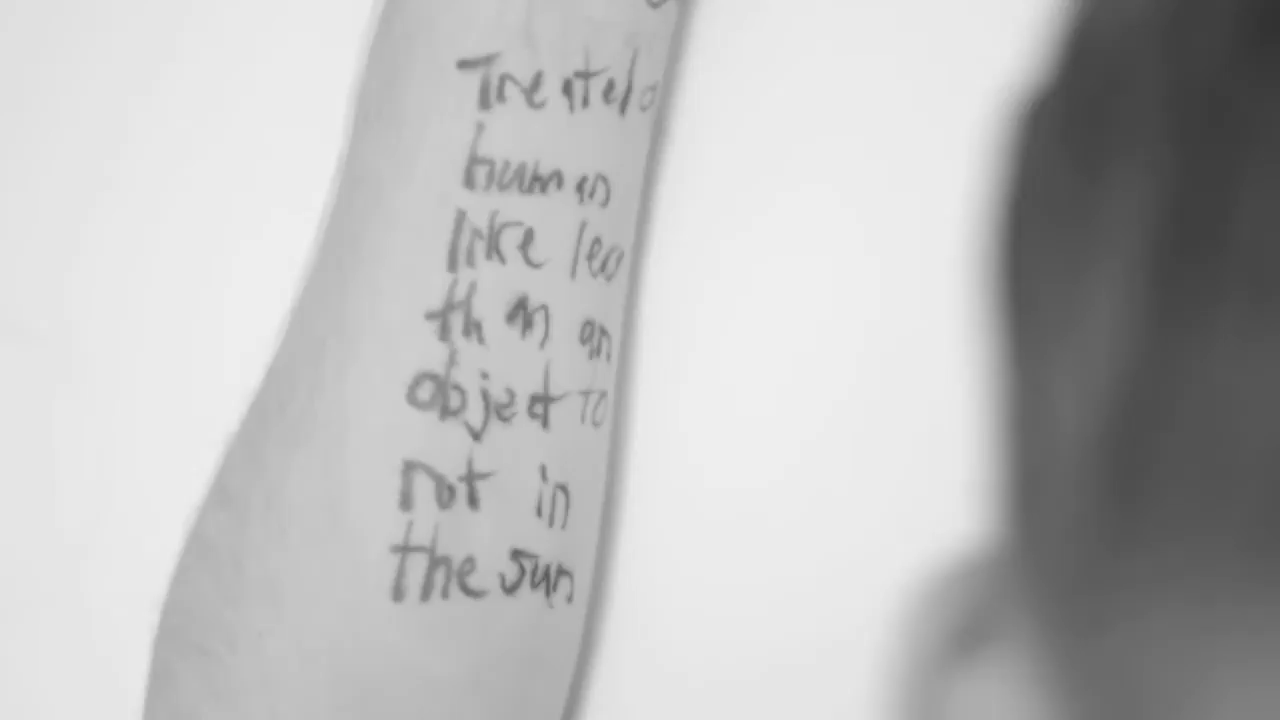 Treated a
human
like less
than an
object to
rot in
the sun